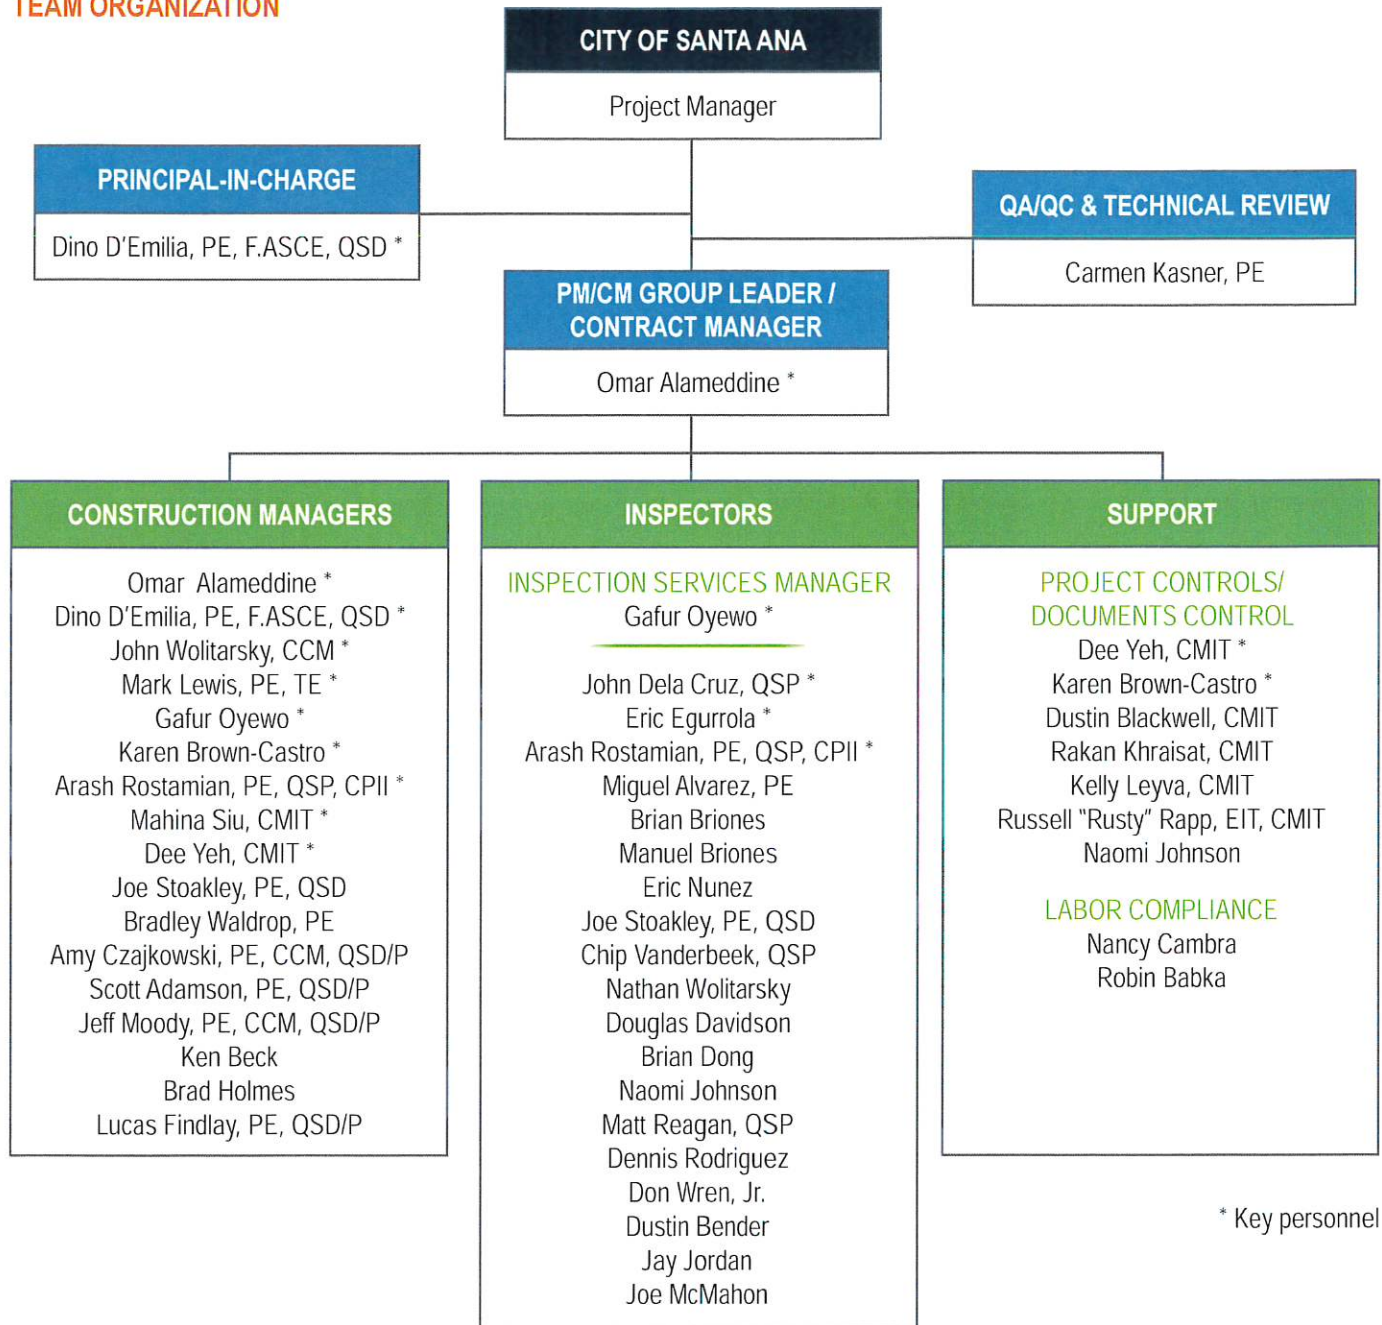 TEAM ORGANIZATION
CITY OF SANTA ANA
Project Manager
PRINCIPAL-IN-CHARGE
Dino D'Emilia, PE, F.ASCE, QSD *
QA/QC & TECHNICAL REVIEW
Carmen Kasner, PE
PM/CM GROUP LEADER /
CONTRACT MANAGER
Omar Alameddine *
CONSTRUCTION MANAGERS
Omar Alameddine *
Dino D'Emilia, PE, F.ASCE, QSD *
John Wolitarsky, CCM *
Mark Lewis, PE, TE *
Gafur Oyewo *
Karen Brown-Castro *
Arash Rostamian, PE, QSP, CPII *
Mahina Siu, CMIT *
Dee Yeh, CMIT *
Joe Stoakley, PE, QSD
Bradley Waldrop, PE
Amy Czajkowski, PE, CCM, QSD/P
Scott Adamson, PE, QSD/P
Jeff Moody, PE, CCM, QSD/P
Ken Beck
Brad Holmes
Lucas Findlay, PE, QSD/P
INSPECTORS
INSPECTION SERVICES MANAGER
Gafur Oyewo *
John Dela Cruz, QSP *
Eric Egurrola *
Arash Rostamian, PE, QSP, CPII *
Miguel Alvarez, PE
Brian Briones
Manuel Briones
Eric Nunez
Joe Stoakley, PE, QSD
Chip Vanderbeek, QSP
Nathan Wolitarsky
Douglas Davidson
Brian Dong
Naomi Johnson
Matt Reagan, QSP
Dennis Rodriguez
Don Wren, Jr.
Dustin Bender
Jay Jordan
Joe McMahon
SUPPORT
PROJECT CONTROLS/
DOCUMENTS CONTROL
Dee Yeh, CMIT *
Karen Brown-Castro *
Dustin Blackwell, CMIT
Rakan Khraisat, CMIT
Kelly Leyva, CMIT
Russell "Rusty" Rapp, EIT, CMIT
Naomi Johnson
LABOR COMPLIANCE
Nancy Cambra
Robin Babka
* Key personnel